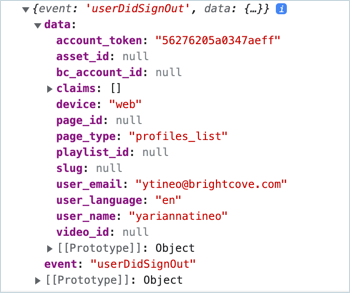 ▼{event: 'userDidSignOut', data: {…}} i
▼data:
account_token: "56276205a0347aeff"
asset_id: null
bc_account_id: null
▶claims: []
device: "web"
page_id: null
page_type: "profiles_list"
playlist_id: null
slug: null
user_email: "ytineo@brightcove.com"
user_language: "en"
user_name: "yariannatineo"
video_id: null
▶[[Prototype]]: Object
event: "userDidSignOut"
▶[[Prototype]]: Object